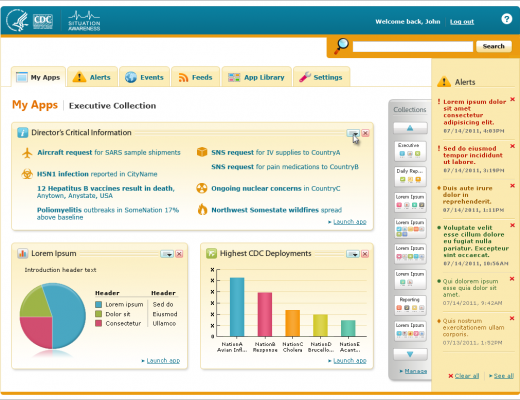 CDC
SITUATION
AWARENESS
Welcome back, John
Log out
?
Search
My Apps
Alerts
Events
Feeds
App Library
Settings
My Apps
Executive Collection
Director's Critical Information
Aircraft request for SARS sample shipments
H5N1 infection reported in CityName
12 Hepatitus B vaccines result in death,
Anytown, Anystate, USA
Poliomyelitis outbreaks in SomeNation 17%
above baseline
SNS request for IV supplies to CountryA
SNS request for pain medications to CountryB
Ongoing nuclear concerns in CountryC
Northwest Somestate wildfires spread
Launch app
Lorem Ipsum
Introduction header text
Header Header
Lorem ipsum Sed do
Dolor sit Eiusmod
Consectetur Ullamco
Launch app
Highest CDC Deployments
X
X
X
X
X
X
NationA
Avian Infl...
NationB
Response
NationC
Cholera
NationD
Brucello...
NationE
Acant...
Launch app
Collections
Executive
Daily Rep...
Lorem Ipsum
Lorem Ipsum
Lorem Ipsum
Lorem Ipsum
Reporting
Lorem Ipsum
Manage
Alerts
Lorem ipsum dolor
sit amet
consectetur
adipisicing elit.
07/14/2011, 4:03PM
Sed do eiusmod
tempor incididunt
ut labore.
07/14/2011, 3:19PM
Duis aute irure
dolor in
reprehenderit.
07/14/2011, 1:11PM
Voluptate velit
esse cillum dolore
eu fugiat nulla
pariatur. Excepteur
sint occaecat.
07/14/2011, 10:56AM
Qui dolorem ipsum
esse quia dolor sit
amet.
07/14/2011, 9:42AM
Quis nostrum
exercitationem ullam
corporis.
07/13/2011, 1:52PM
Clear all
See all